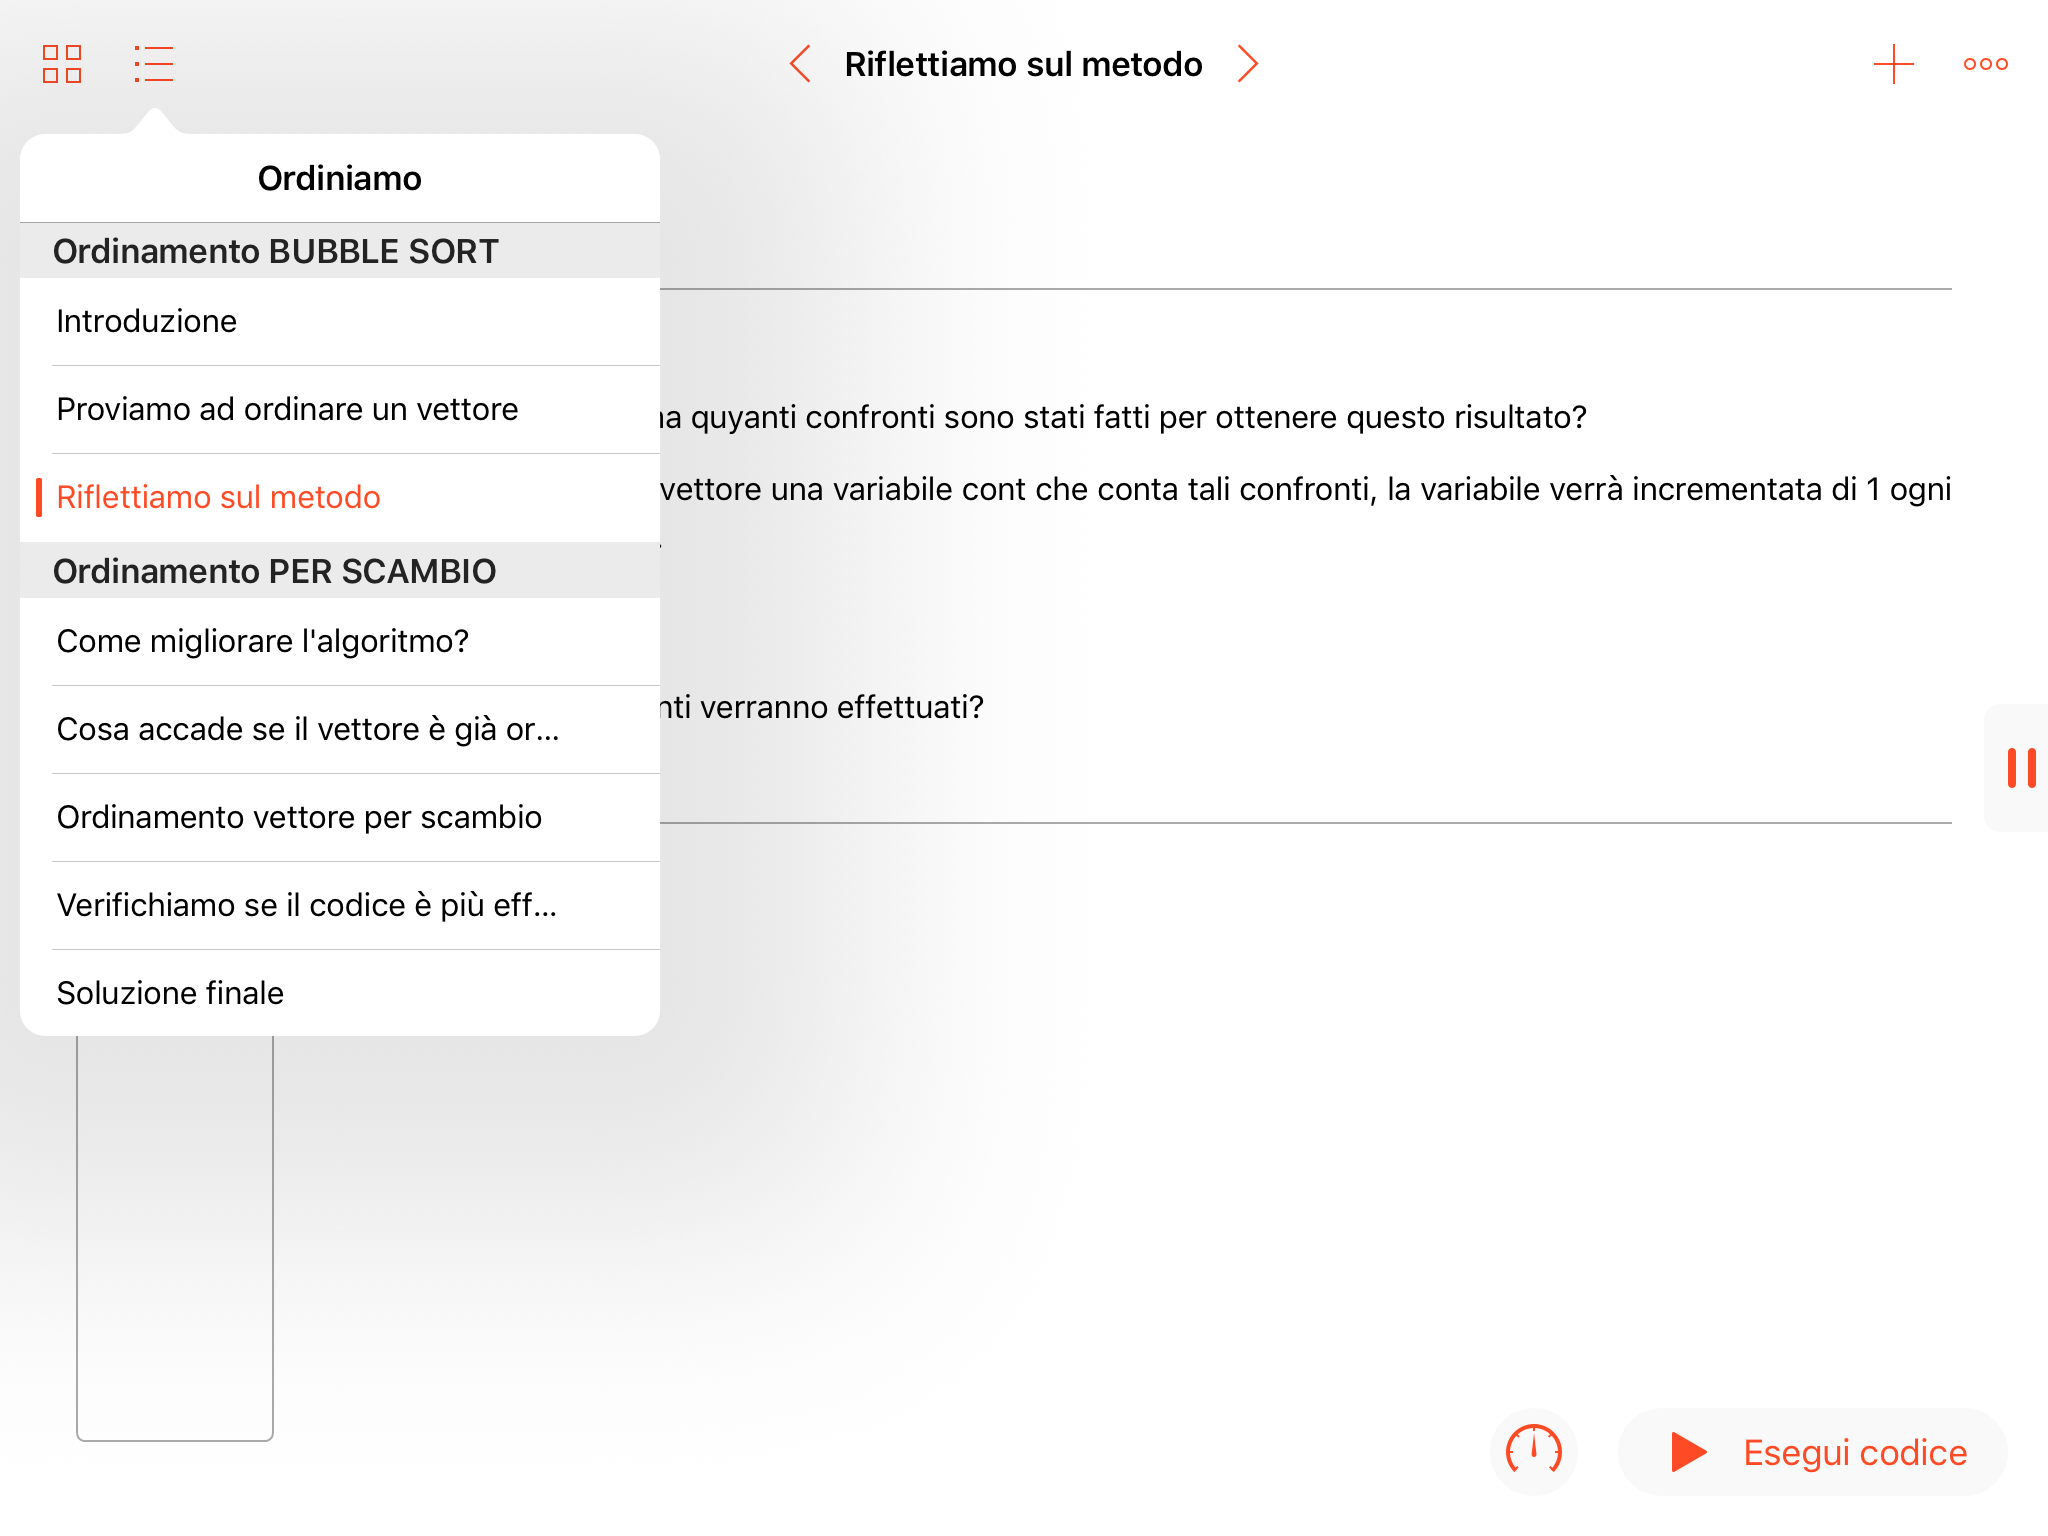 Riflettiamo sul metodo
Ordiniamo
Ordinamento BUBBLE SORT
Introduzione
Proviamo ad ordinare un vettore
Riflettiamo sul metodo
Ordinamento PER SCAMBIO
Come migliorare l'algoritmo?
Cosa accade se il vettore è già or...
Ordinamento vettore per scambio
Verifichiamo se il codice è più eff...
Soluzione finale
quyanti confronti sono stati fatti per ottenere questo risultato?
vettore una variabile cont che conta tali confronti, la variabile verrà incrementata di 1 ogni
verranno effettuati?
Esegui codice